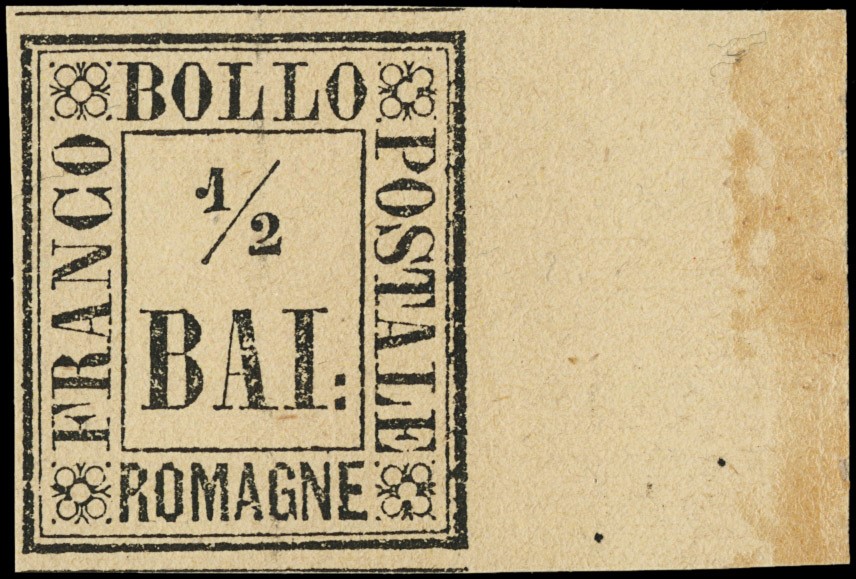 BOLLO
FRANCO
POSTALE
1/2
BAI:
ROMAGNE